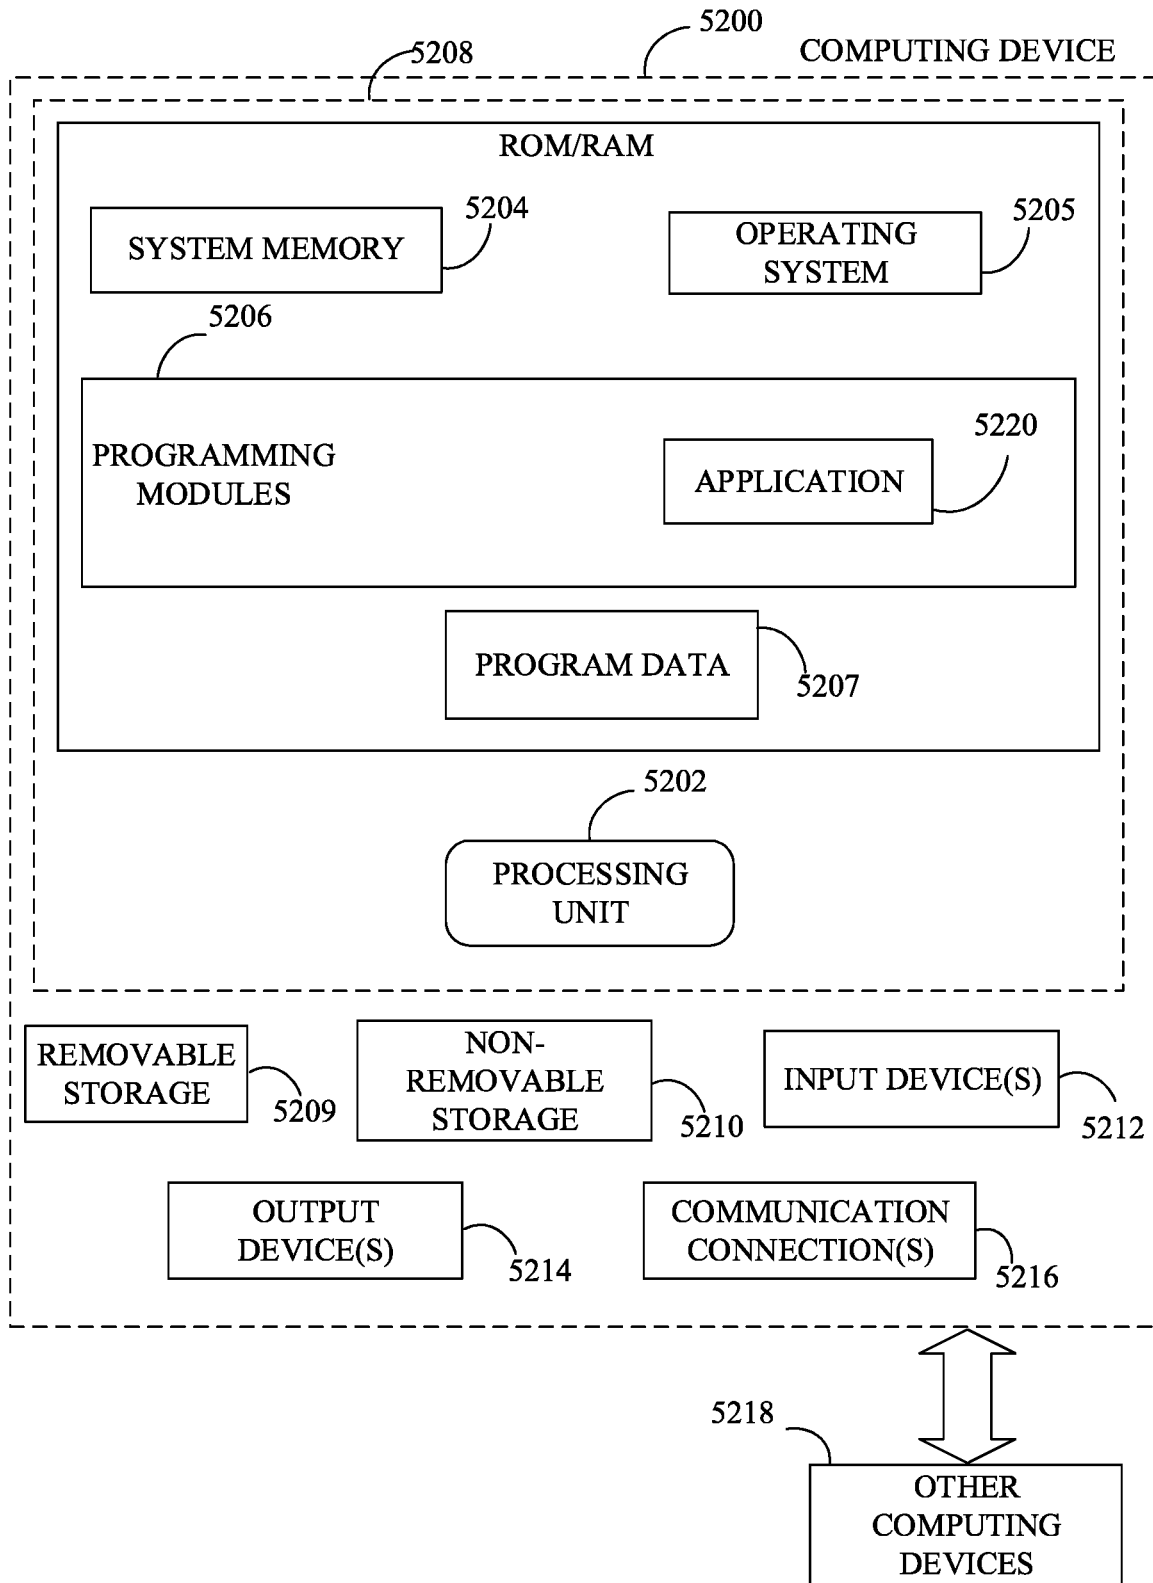 5200
5208
COMPUTING DEVICE
ROM/RAM
SYSTEM MEMORY
5204
OPERATING
SYSTEM
5205
5206
PROGRAMMING
MODULES
5220
APPLICATION
PROGRAM DATA
5207
5202
PROCESSING
UNIT
REMOVABLE
STORAGE
5209
NON-
REMOVABLE
STORAGE
5210
INPUT DEVICE(S)
5212
OUTPUT
DEVICE(S)
5214
COMMUNICATION
CONNECTION(S)
5216
5218
OTHER
COMPUTING
DEVICES